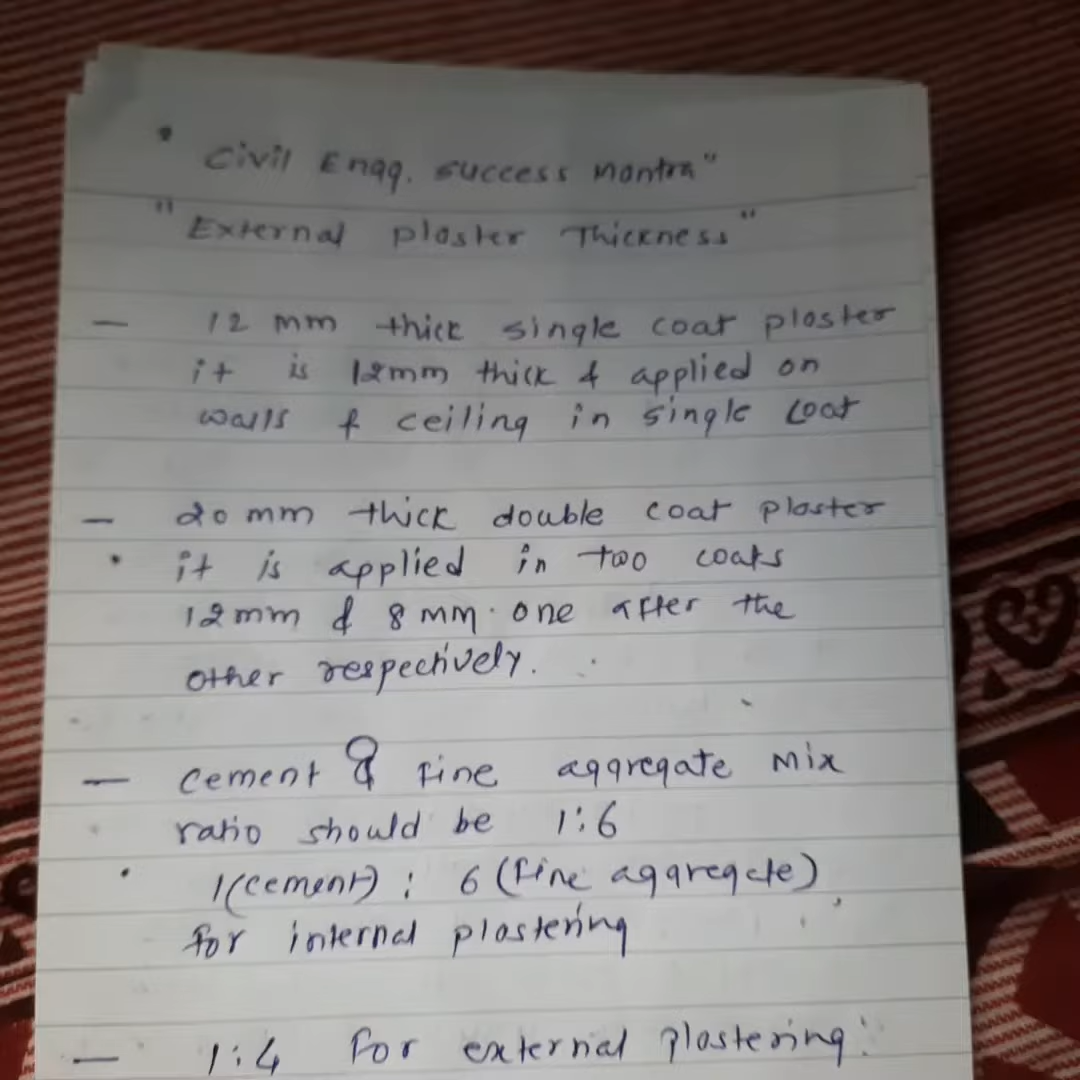 " Civil Engg. success mantra"
"External plaster Thickness"
— 12 mm thick single coat plaster
it is 12mm thick & applied on
walls & ceiling in single coat
— 20 mm thick double coat plaster
• it is applied in two coats
12mm & 8 mm. one after the
other respectively.
— cement & fine aggregate mix
ratio should be 1:6
• 1(cement) : 6 (fine aggregate)
for internal plastering
— 1:4 for external plastering.